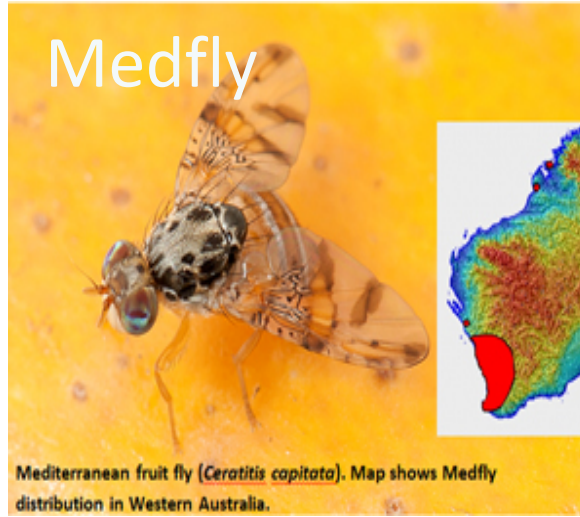 Medfly
Mediterranean fruit fly (Ceratitis capitata). Map shows Medfly
distribution in Western Australia.